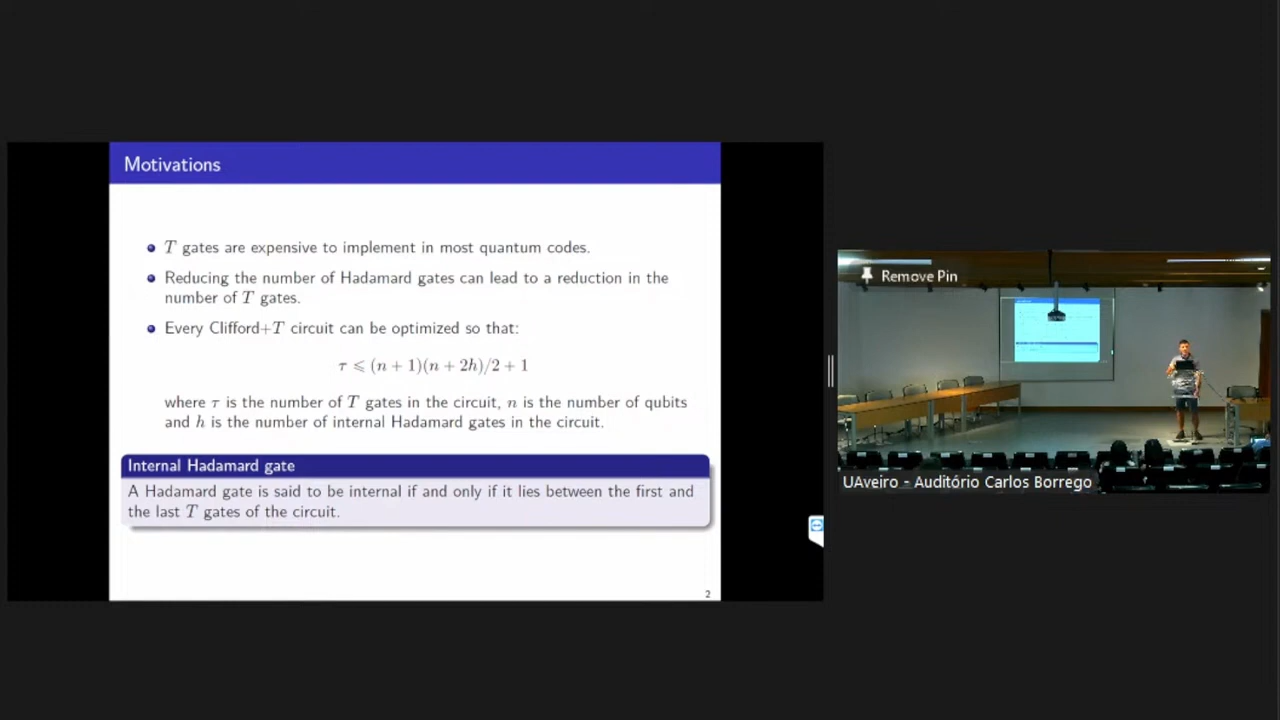 Motivations
T gates are expensive to implement in most quantum codes.
Reducing the number of Hadamard gates can lead to a reduction in the
number of T gates.
Every Clifford+T circuit can be optimized so that:
τ ⩽ (n + 1)(n + 2h)/2 + 1
where τ is the number of T gates in the circuit, n is the number of qubits
and h is the number of internal Hadamard gates in the circuit.
Internal Hadamard gate
A Hadamard gate is said to be internal if and only if it lies between the first and
the last T gates of the circuit.
2
Remove Pin
UAveiro - Auditório Carlos Borrego